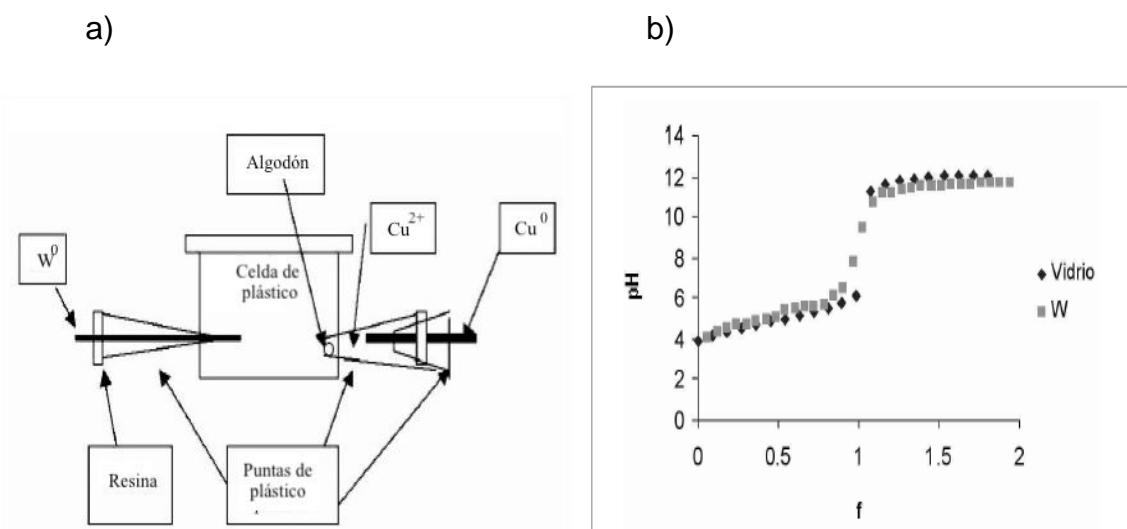 a)
b)
Algodón
Cu2+
Cu0
W0
Celda de
plástico
Resina
Puntas de
plástico
14
12
10
8
6
4
2
0
pH
0
0.5
1
1.5
2
f
Vidrio
W